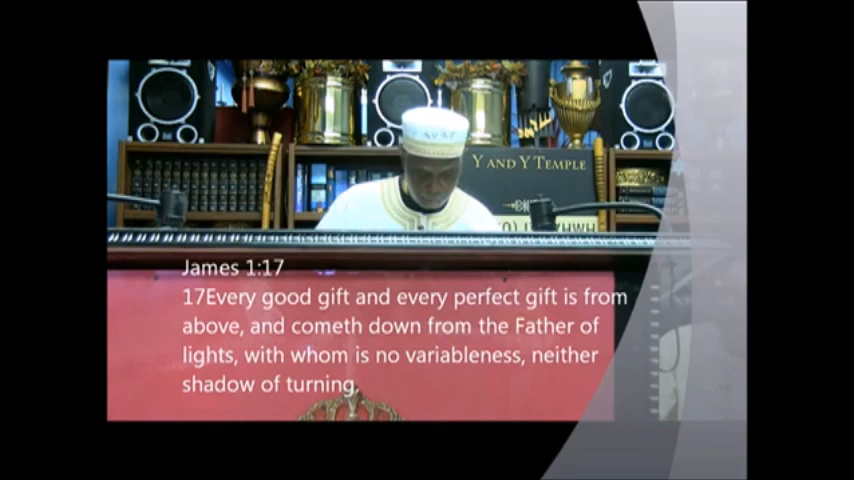 Y AND Y TEMPLE
YHWH
James 1:17
17Every good gift and every perfect gift is from
above, and cometh down from the Father of
lights, with whom is no variableness, neither
shadow of turning.